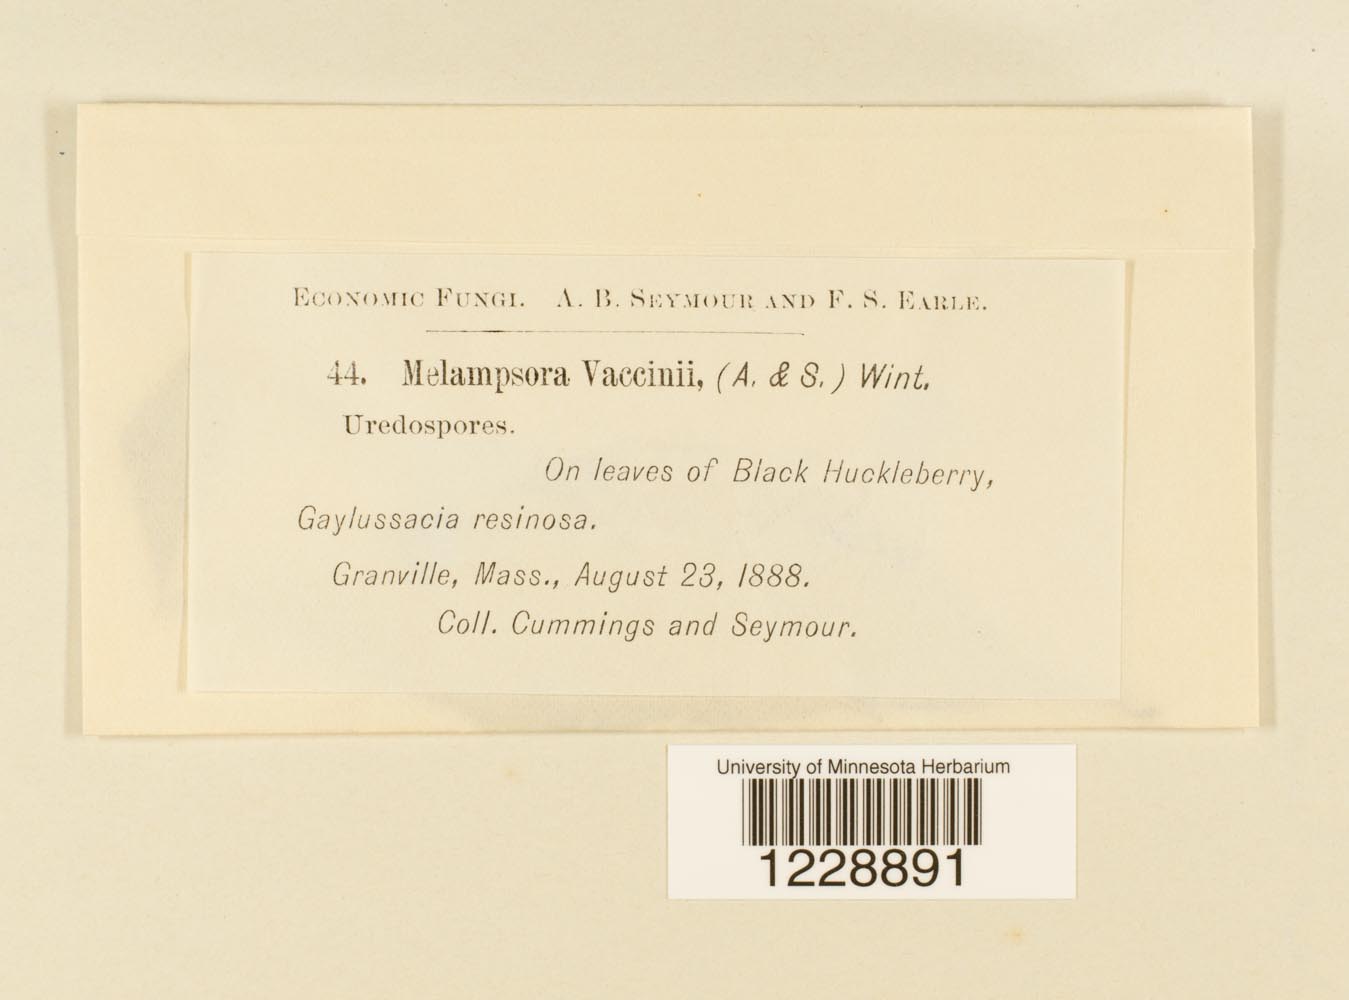 Economic Fungi. A. B. Seymour and F. S. Earle.
44. Melampsora Vaccinii, (A. & S.) Wint.
Uredospores.
On leaves of Black Huckleberry,
Gaylussacia resinosa.
Granville, Mass., August 23, 1888.
Coll. Cummings and Seymour.
University of Minnesota Herbarium
1228891